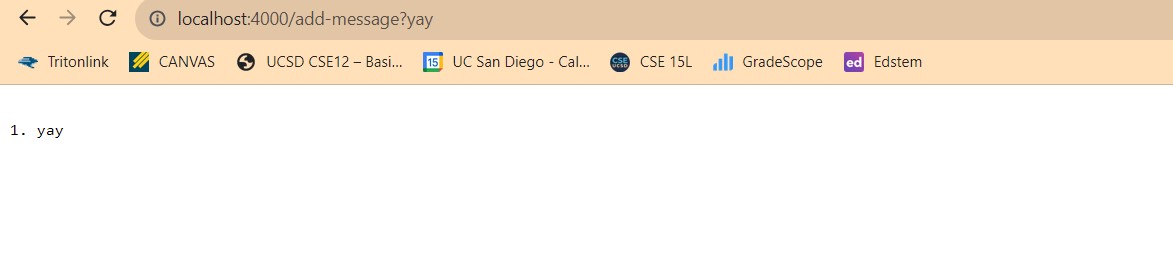 localhost:4000/add-message?yay
Tritonlink CANVAS UCSD CSE12 – Basi... 15 UC San Diego - Cal... CSE UCSD CSE 15L GradeScope ed Edstem
1. yay